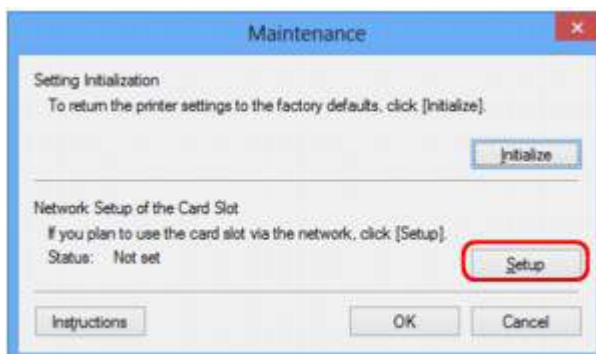 Maintenance
Setting Initialization
To return the printer settings to the factory defaults, click [Initialize].
Initialize
Network Setup of the Card Slot
If you plan to use the card slot via the network, click [Setup].
Status: Not set
Setup
Instructions OK Cancel